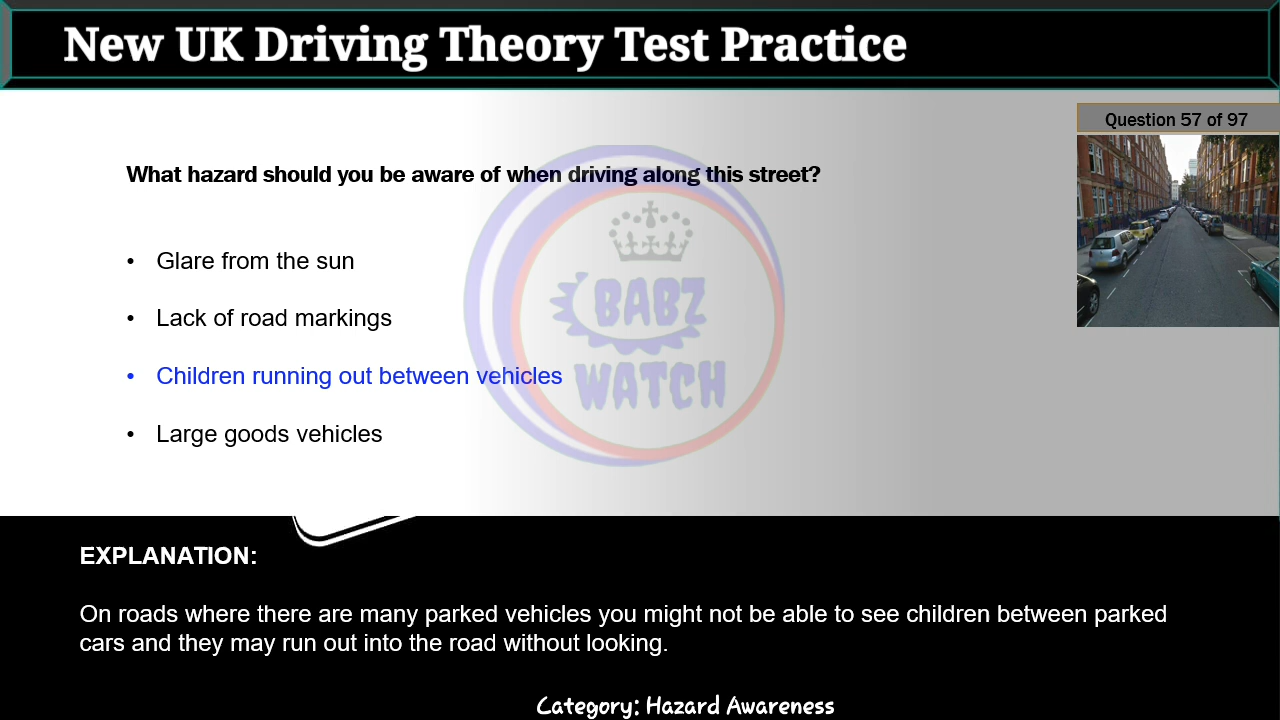 New UK Driving Theory Test Practice
Question 57 of 97
What hazard should you be aware of when driving along this street?
• Glare from the sun
• Lack of road markings
• Children running out between vehicles
• Large goods vehicles
BABZ
WATCH
EXPLANATION:
On roads where there are many parked vehicles you might not be able to see children between parked
cars and they may run out into the road without looking.
Category: Hazard Awareness